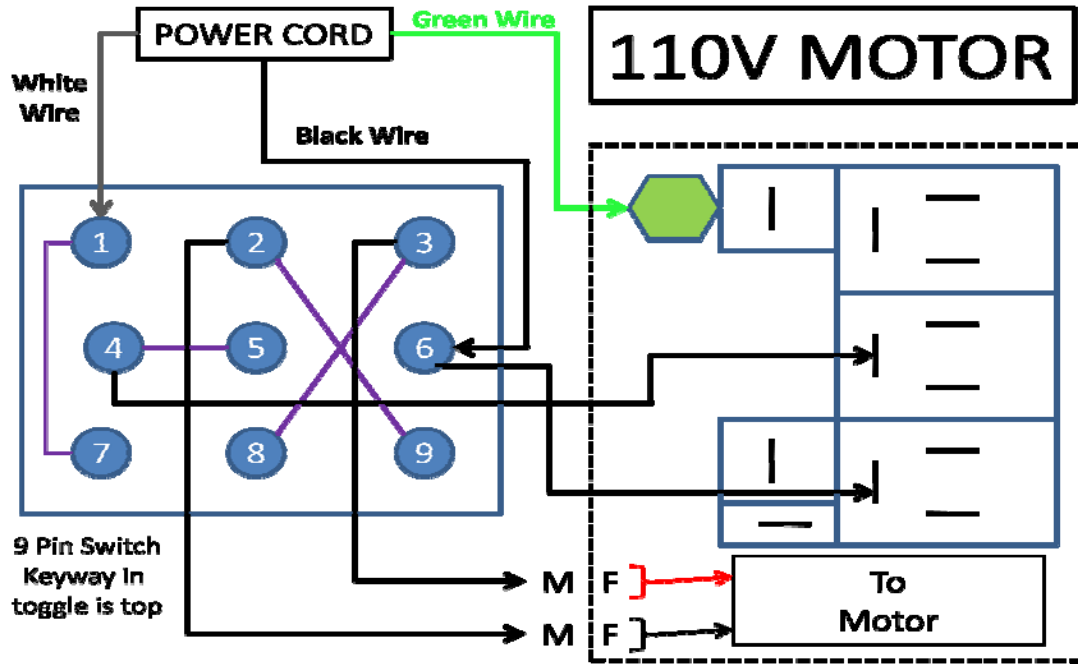 POWER CORD
Green Wire
110V MOTOR
White
Wire
Black Wire
1
2
3
4
5
6
7
8
9
9 Pin Switch
Keyway in
toggle is top
M
F
M
F
To
Motor